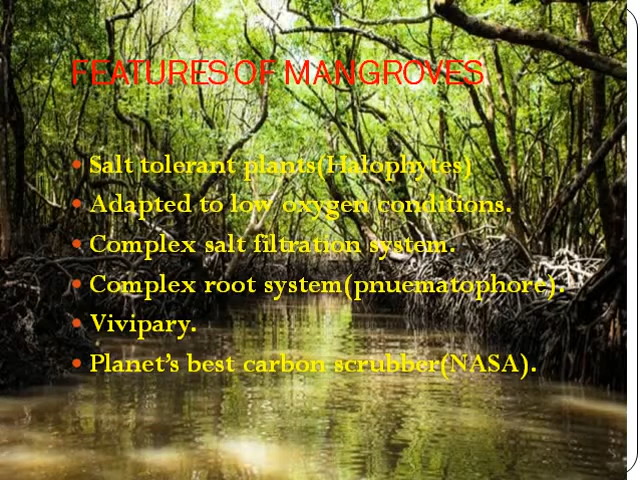 FEATURES OF MANGROVES
• Salt tolerant plants(Halophytes)
• Adapted to low oxygen conditions.
• Complex salt filtration system.
• Complex root system(pnuematophore).
• Vivipary.
• Planet's best carbon scrubber(NASA).